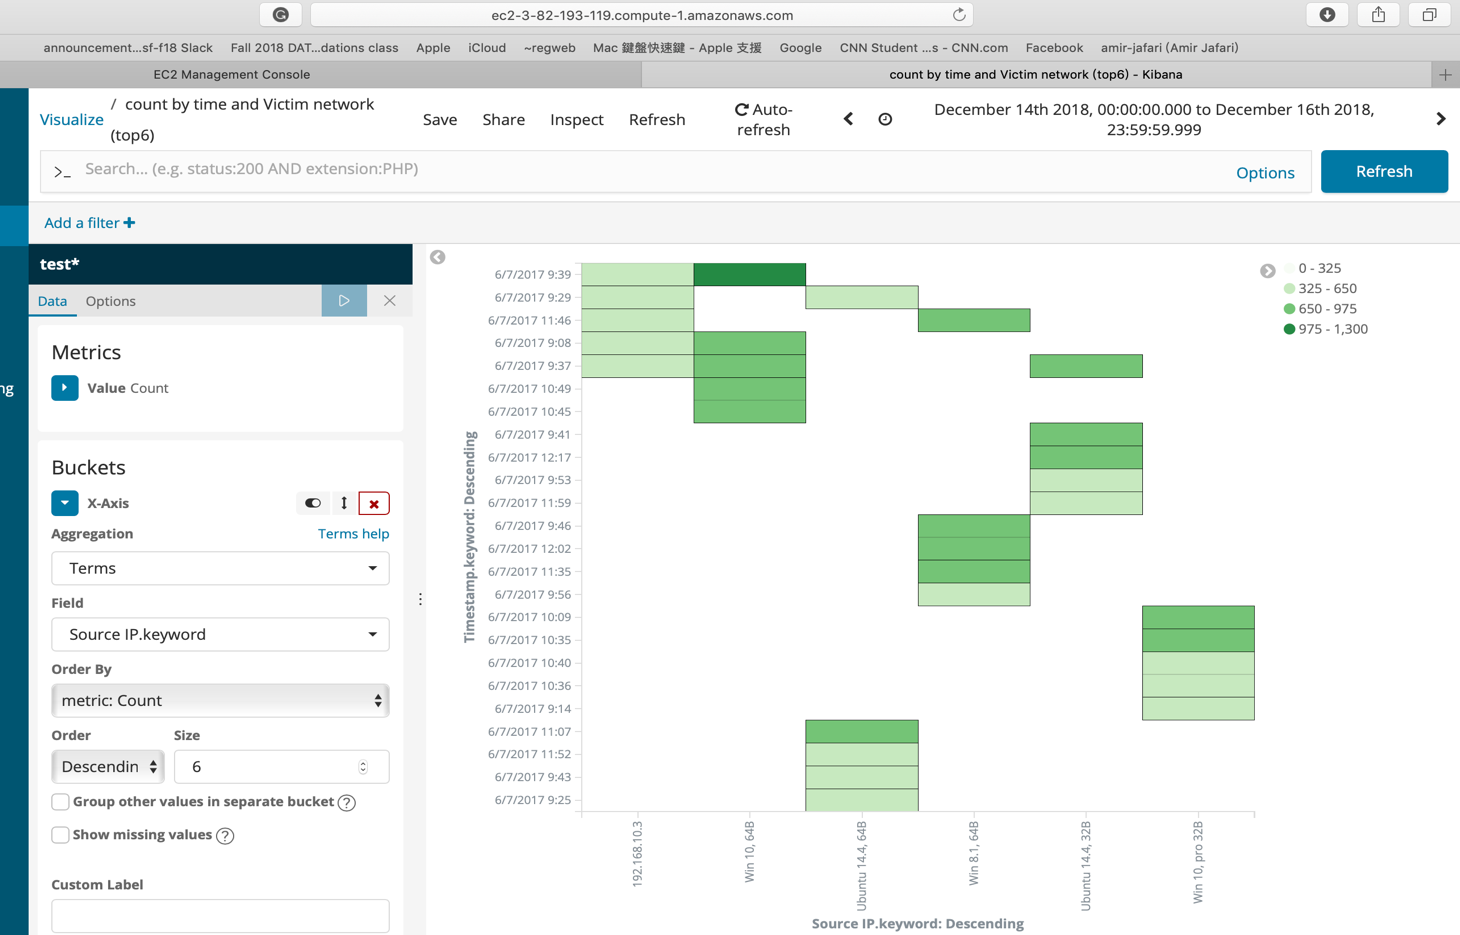 ec2-3-82-193-119.compute-1.amazonaws.com
announcement...sf-f18 Slack Fall 2018 DAT...dations class Apple iCloud ~regweb Mac 鍵盤快速鍵 - Apple 支援 Google CNN Student ...s - CNN.com Facebook amir-jafari (Amir Jafari)
EC2 Management Console
count by time and Victim network (top6) - Kibana
Visualize / count by time and Victim network (top6)
Save Share Inspect Refresh Auto-refresh
December 14th 2018, 00:00:00.000 to December 16th 2018, 23:59:59.999
>_ Search... (e.g. status:200 AND extension:PHP)
Options
Refresh
Add a filter +
ng
test*
Data Options
Metrics
Value Count
Buckets
X-Axis
Aggregation Terms help
Terms
Field
Source IP.keyword
Order By
metric: Count
Order Size
Descendin 6
Group other values in separate bucket ?
Show missing values ?
Custom Label
Timestamp.keyword: Descending
6/7/2017 9:39
6/7/2017 9:29
6/7/2017 11:46
6/7/2017 9:08
6/7/2017 9:37
6/7/2017 10:49
6/7/2017 10:45
6/7/2017 9:41
6/7/2017 12:17
6/7/2017 9:53
6/7/2017 11:59
6/7/2017 9:46
6/7/2017 12:02
6/7/2017 11:35
6/7/2017 9:56
6/7/2017 10:09
6/7/2017 10:35
6/7/2017 10:40
6/7/2017 10:36
6/7/2017 9:14
6/7/2017 11:07
6/7/2017 11:52
6/7/2017 9:43
6/7/2017 9:25
192.168.10.3
Win 10, 64B
Ubuntu 14.4, 64B
Win 8.1, 64B
Ubuntu 14.4, 32B
Win 10, pro 32B
Source IP.keyword: Descending
0 - 325
325 - 650
650 - 975
975 - 1,300